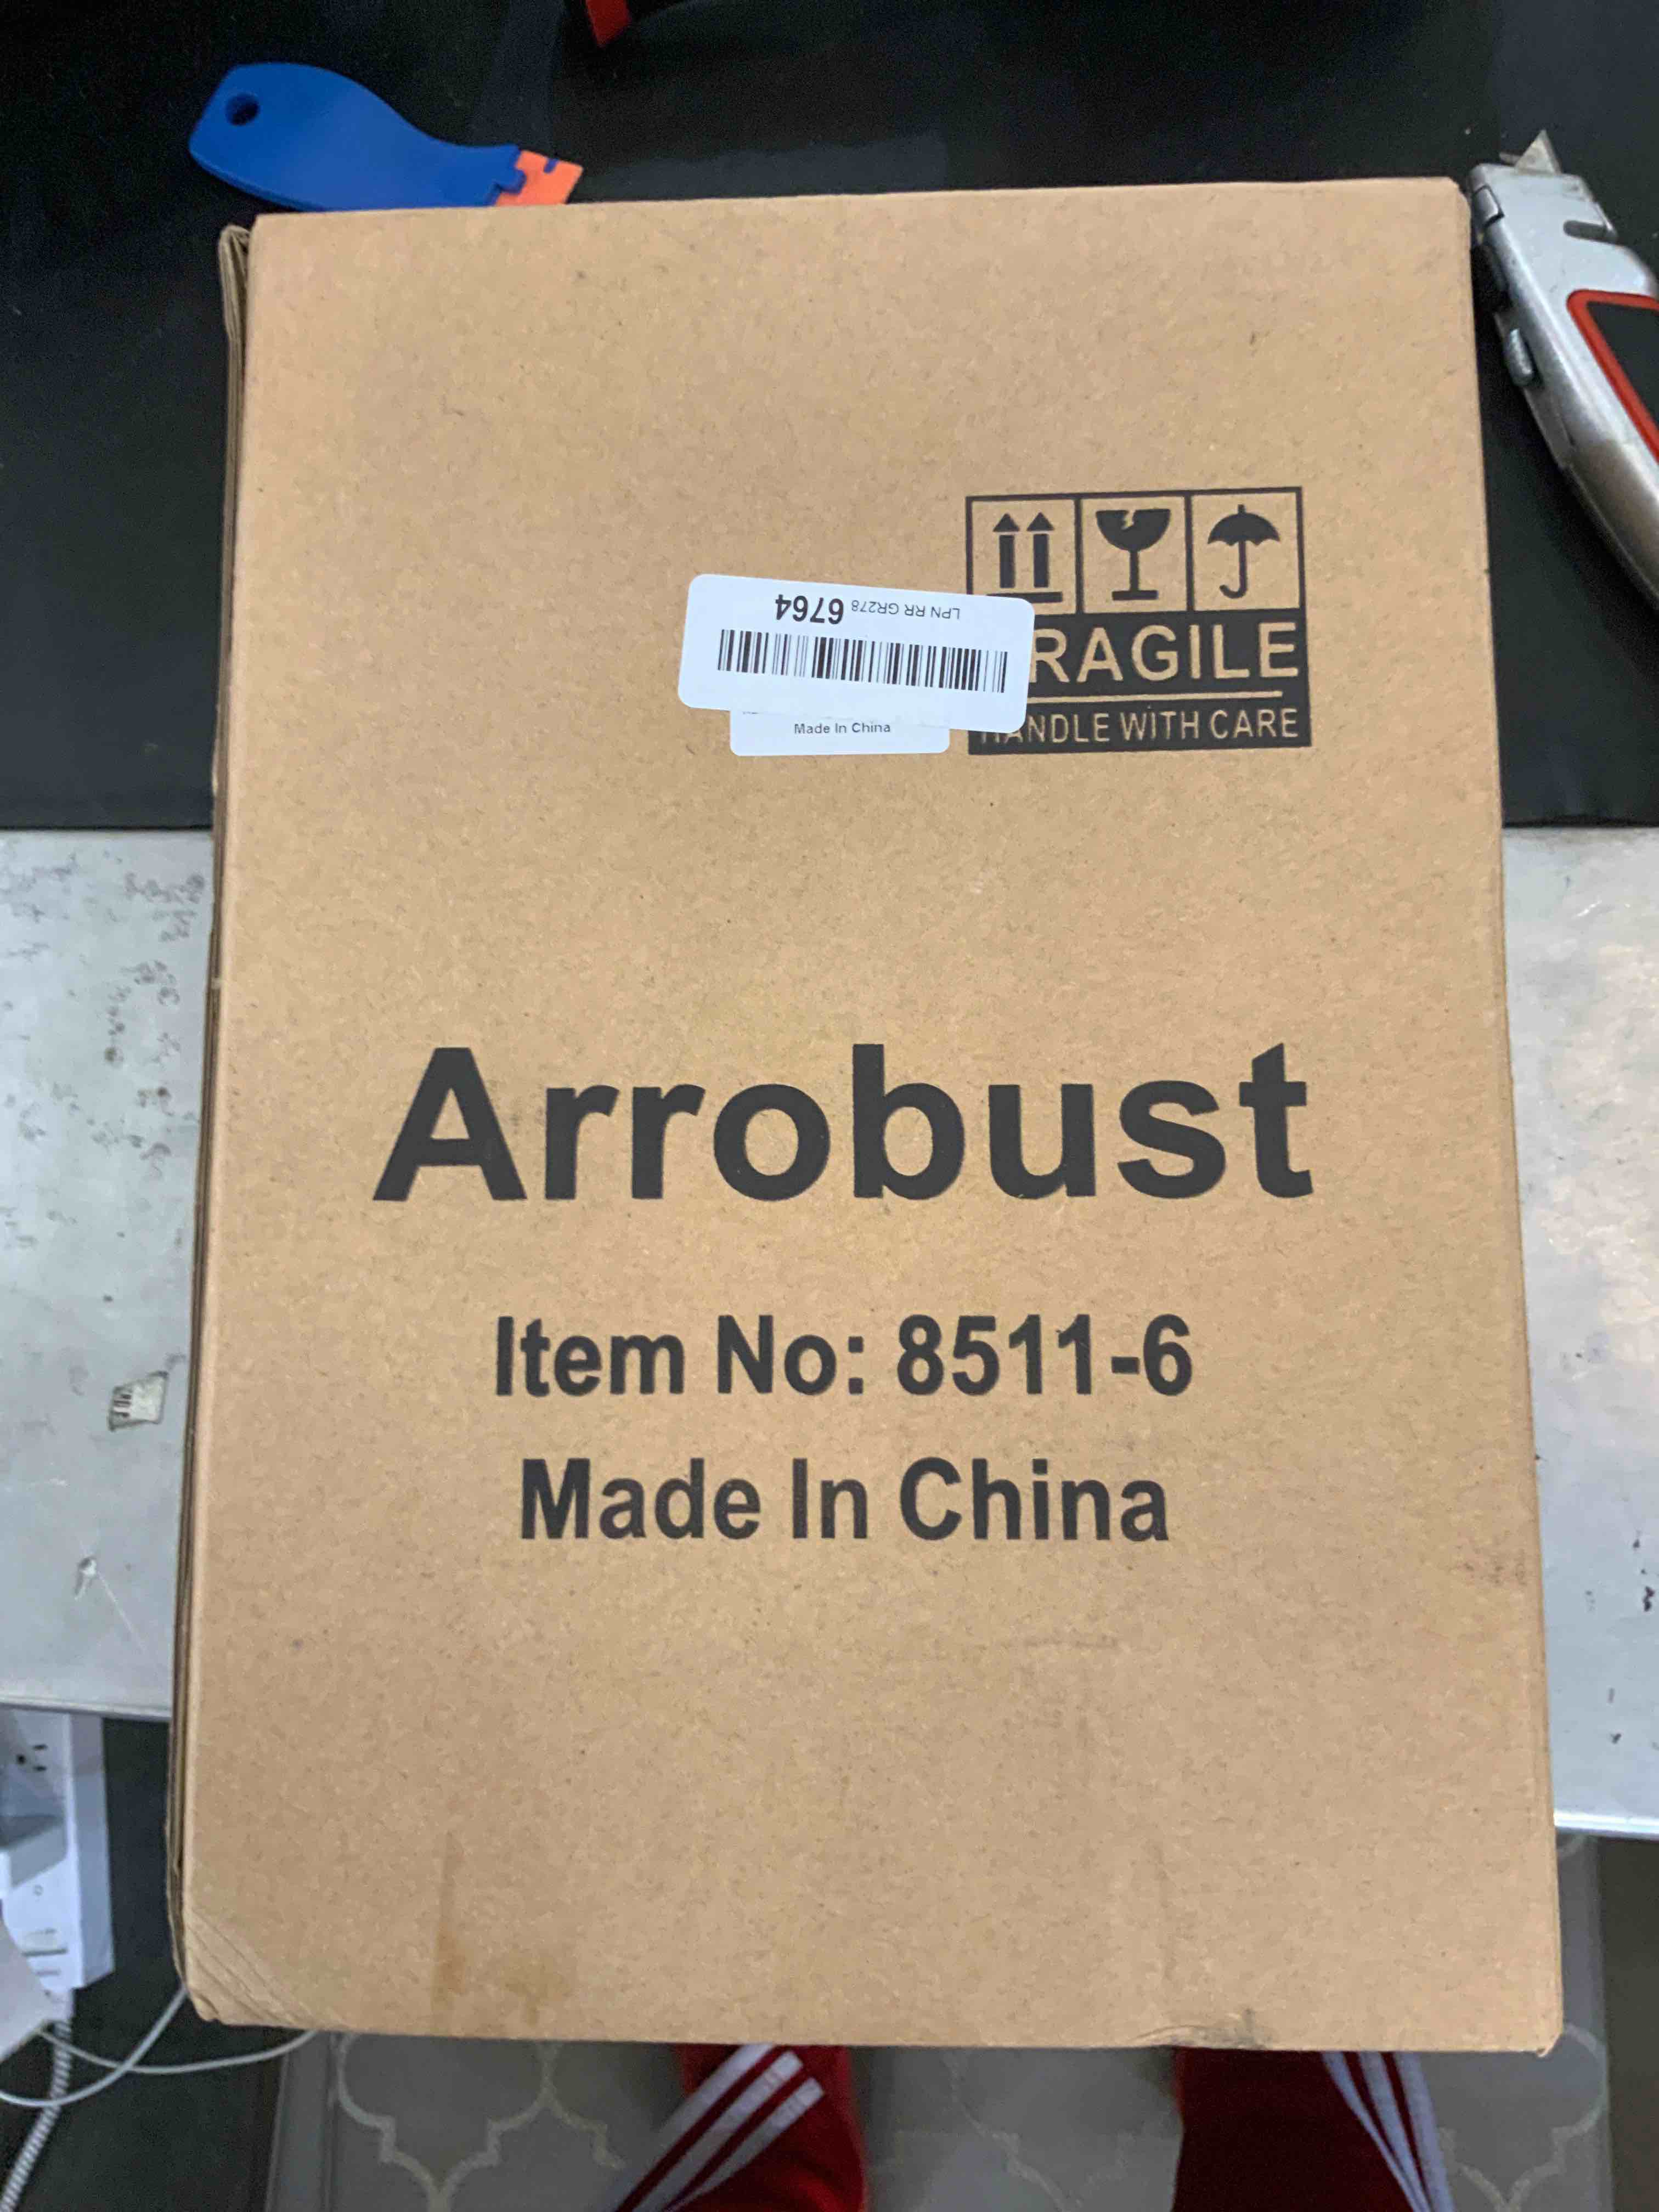 LPN RR GR278 6764
Made In China
RAGILE
HANDLE WITH CARE
Arrobust
Item No: 8511-6
Made In China